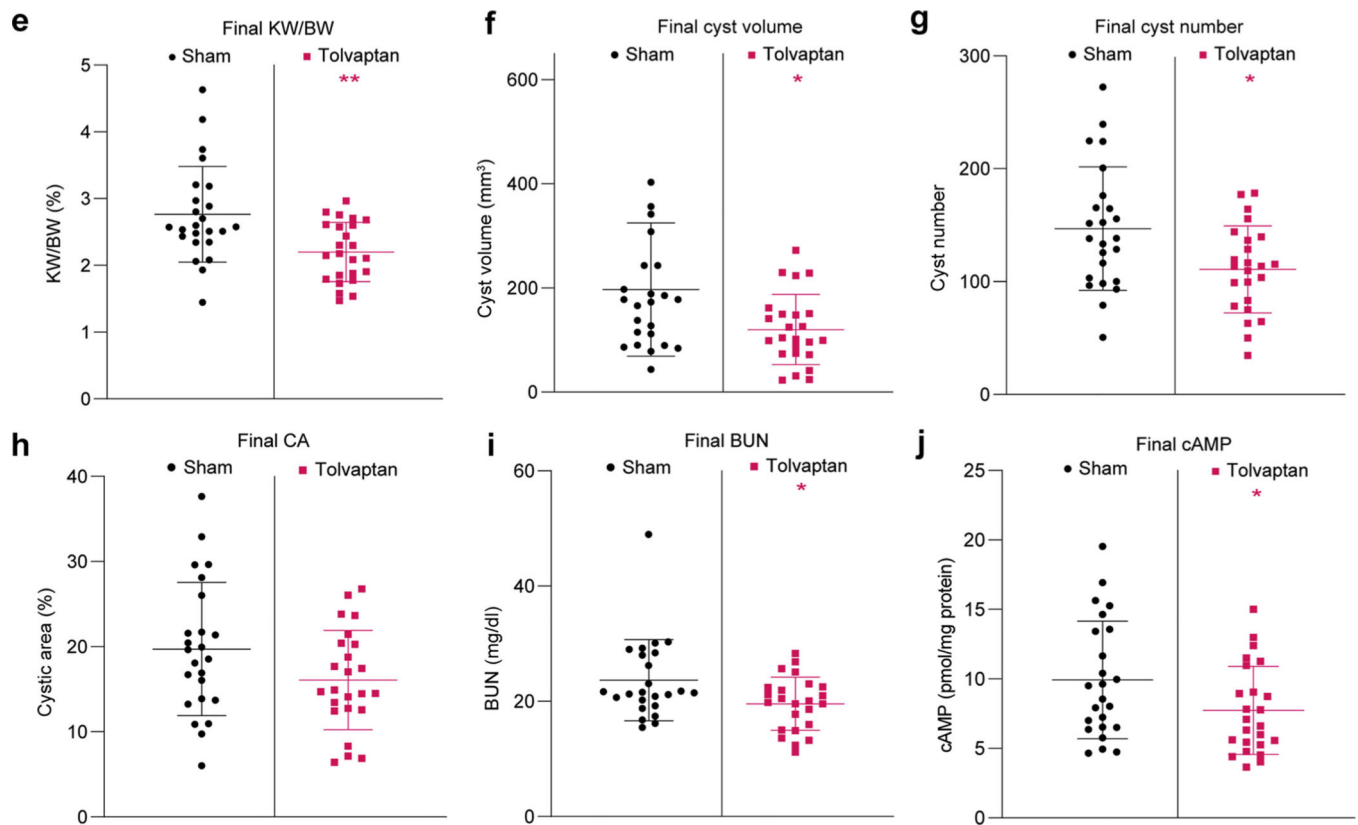 e
Final KW/BW
Sham
Tolvaptan
**
KW/BW (%)
5
4
3
2
1
0
f
Final cyst volume
Sham
Tolvaptan
*
Cyst volume (mm³)
600
400
200
0
g
Final cyst number
Sham
Tolvaptan
*
Cyst number
300
200
100
0
h
Final CA
Sham
Tolvaptan
Cystic area (%)
40
30
20
10
0
i
Final BUN
Sham
Tolvaptan
*
BUN (mg/dl)
60
40
20
0
j
Final cAMP
Sham
Tolvaptan
*
cAMP (pmol/mg protein)
25
20
15
10
5
0